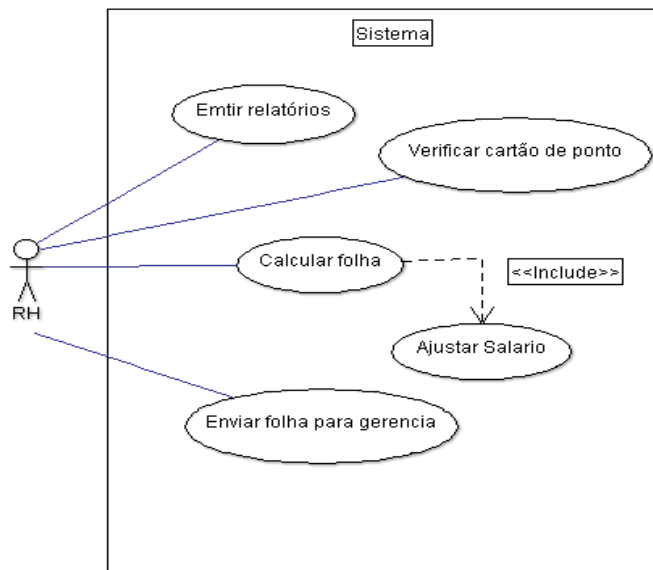 Sistema
Emtir relatórios
Verificar cartão de ponto
Calcular folha
<<Include>>
RH
Ajustar Salario
Enviar folha para gerencia